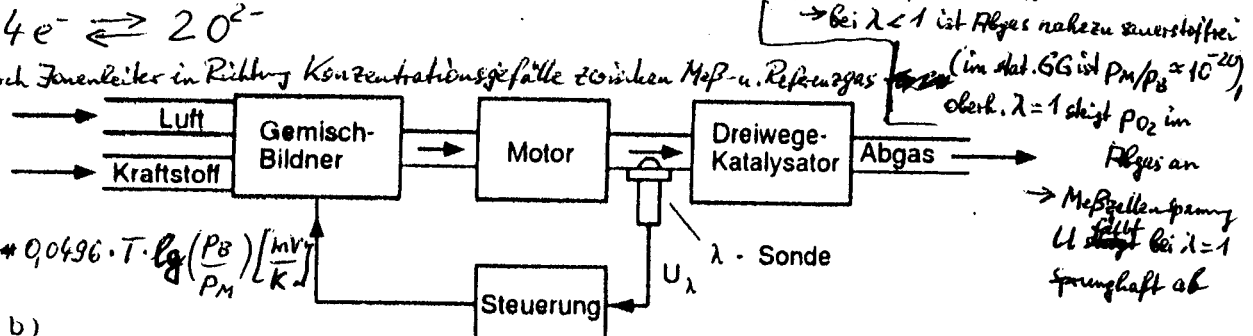 4e⁻ ⇌ 2O²⁻
→ bei λ < 1 ist Abgas nahezu sauerstofffrei
rch Ionenleiter in Richtung Konzentrationsgefälle zwischen Meß- u. Referenzgas
(im stat. GG ist p_M/p_B ≈ 10⁻²⁰),
oberh. λ = 1 steigt p_O₂ im
Abgas an
→ Meßzellenspannung
U fällt bei λ = 1
sprunghaft ab
Luft
Kraftstoff
Gemisch-
Bildner
Motor
Dreiwege-
Katalysator
Abgas
λ - Sonde
U_λ
Steuerung
* 0,0496 · T · lg(p_B/p_M) [mV/K]
b)